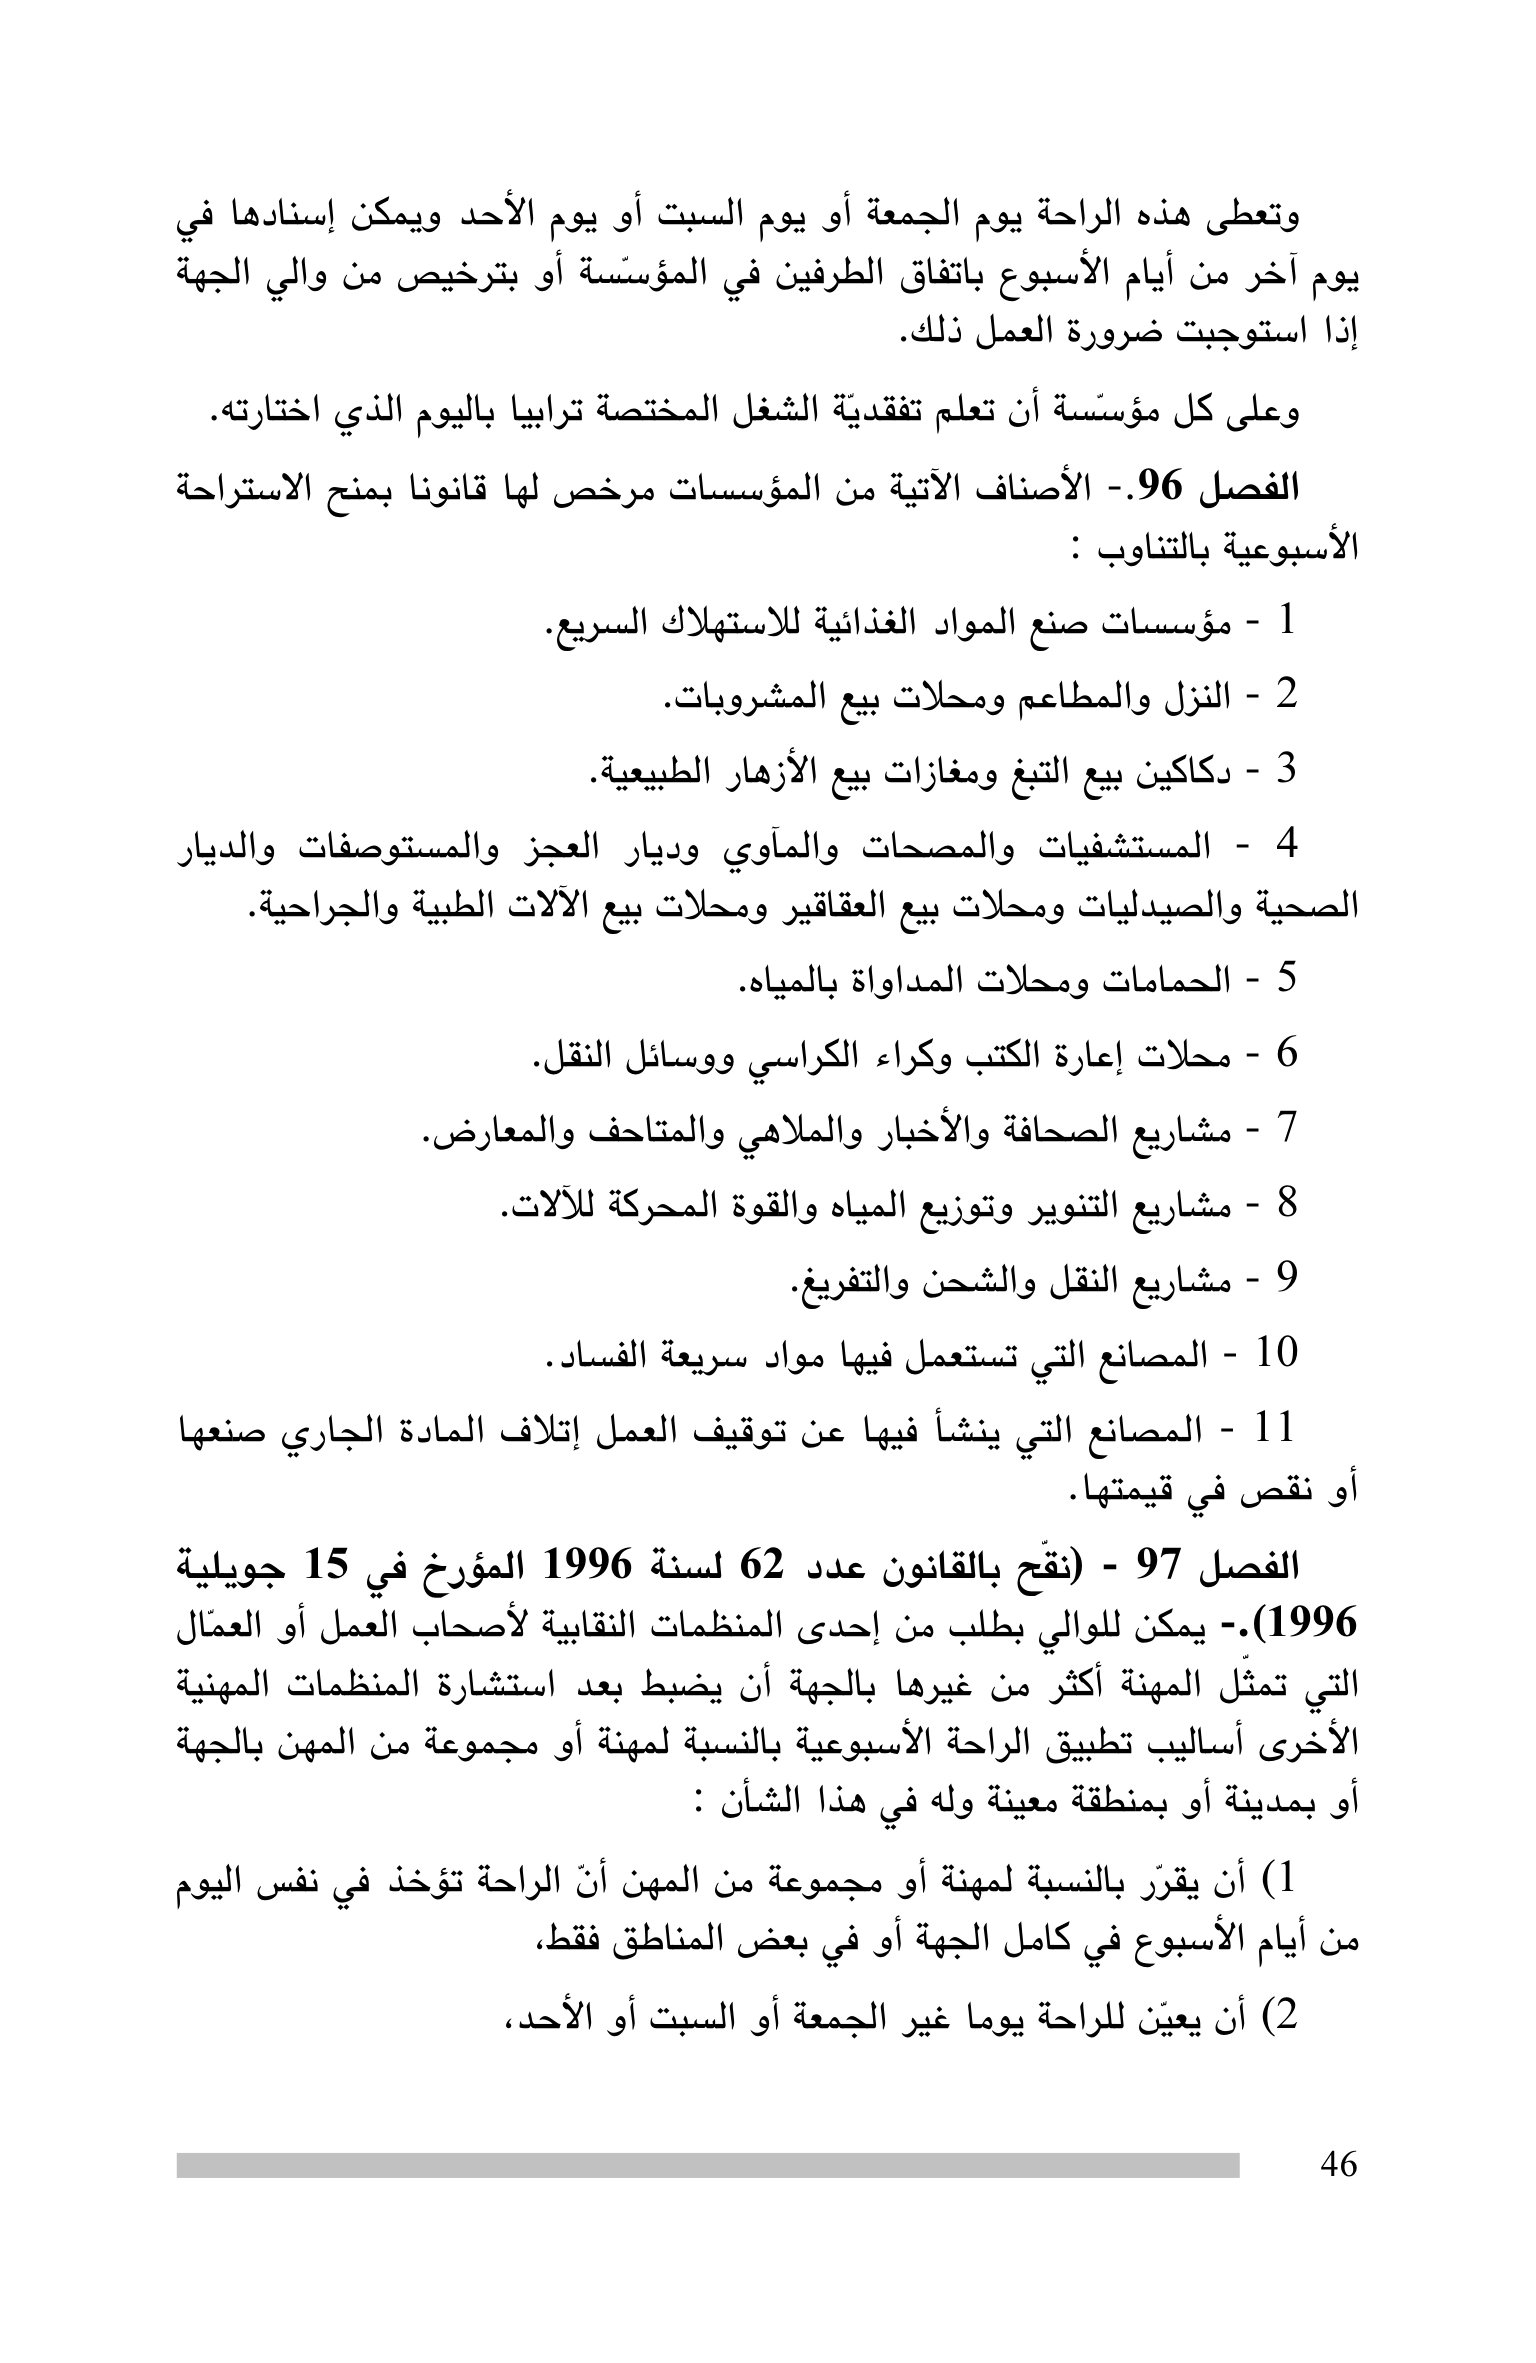 وتعطى هذه الراحة يوم الجمعة أو يوم السبت أو يوم الأحد ويمكن إسنادها في
يوم آخر من أيام الأسبوع باتفاق الطرفين في المؤسّسة أو بترخيص من والي الجهة
إذا استوجبت ضرورة العمل ذلك.
وعلى كل مؤسّسة أن تعلم تفقديّة الشغل المختصة ترابيا باليوم الذي اختارته.
الفصل 96.- الأصناف الآتية من المؤسسات مرخص لها قانونا بمنح الاستراحة
الأسبوعية بالتناوب :
1 - مؤسسات صنع المواد الغذائية للاستهلاك السريع.
2 - النزل والمطاعم ومحلات بيع المشروبات.
3 - دكاكين بيع التبغ ومغازات بيع الأزهار الطبيعية.
4 - المستشفيات والمصحات والمآوي وديار العجز والمستوصفات والديار
الصحية والصيدليات ومحلات بيع العقاقير ومحلات بيع الآلات الطبية والجراحية.
5 - الحمامات ومحلات المداواة بالمياه.
6 - محلات إعارة الكتب وكراء الكراسي ووسائل النقل.
7 - مشاريع الصحافة والأخبار والملاهي والمتاحف والمعارض.
8 - مشاريع التنوير وتوزيع المياه والقوة المحركة للآلات.
9 - مشاريع النقل والشحن والتفريغ.
10 - المصانع التي تستعمل فيها مواد سريعة الفساد.
11 - المصانع التي ينشأ فيها عن توقيف العمل إتلاف المادة الجاري صنعها
أو نقص في قيمتها.
الفصل 97 - (نقّح بالقانون عدد 62 لسنة 1996 المؤرخ في 15 جويلية
1996).- يمكن للوالي بطلب من إحدى المنظمات النقابية لأصحاب العمل أو العمّال
التي تمثّل المهنة أكثر من غيرها بالجهة أن يضبط بعد استشارة المنظمات المهنية
الأخرى أساليب تطبيق الراحة الأسبوعية بالنسبة لمهنة أو مجموعة من المهن بالجهة
أو بمدينة أو بمنطقة معينة وله في هذا الشأن :
1) أن يقرّر بالنسبة لمهنة أو مجموعة من المهن أنّ الراحة تؤخذ في نفس اليوم
من أيام الأسبوع في كامل الجهة أو في بعض المناطق فقط،
2) أن يعيّن للراحة يوما غير الجمعة أو السبت أو الأحد،
46